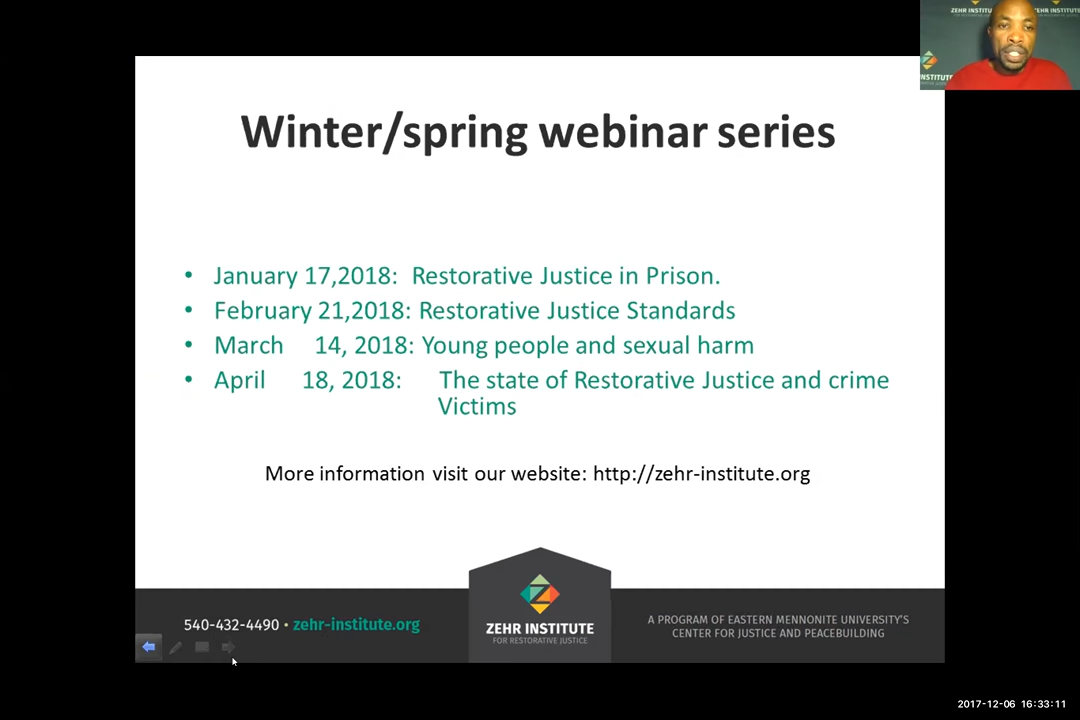 ZEHR INSTITUTE
Winter/spring webinar series
• January 17,2018: Restorative Justice in Prison.
• February 21,2018: Restorative Justice Standards
• March 14, 2018: Young people and sexual harm
• April 18, 2018: The state of Restorative Justice and crime
Victims
More information visit our website: http://zehr-institute.org
540-432-4490 • zehr-institute.org
ZEHR INSTITUTE
FOR RESTORATIVE JUSTICE
A PROGRAM OF EASTERN MENNONITE UNIVERSITY'S
CENTER FOR JUSTICE AND PEACEBUILDING
2017-12-06 16:33:11